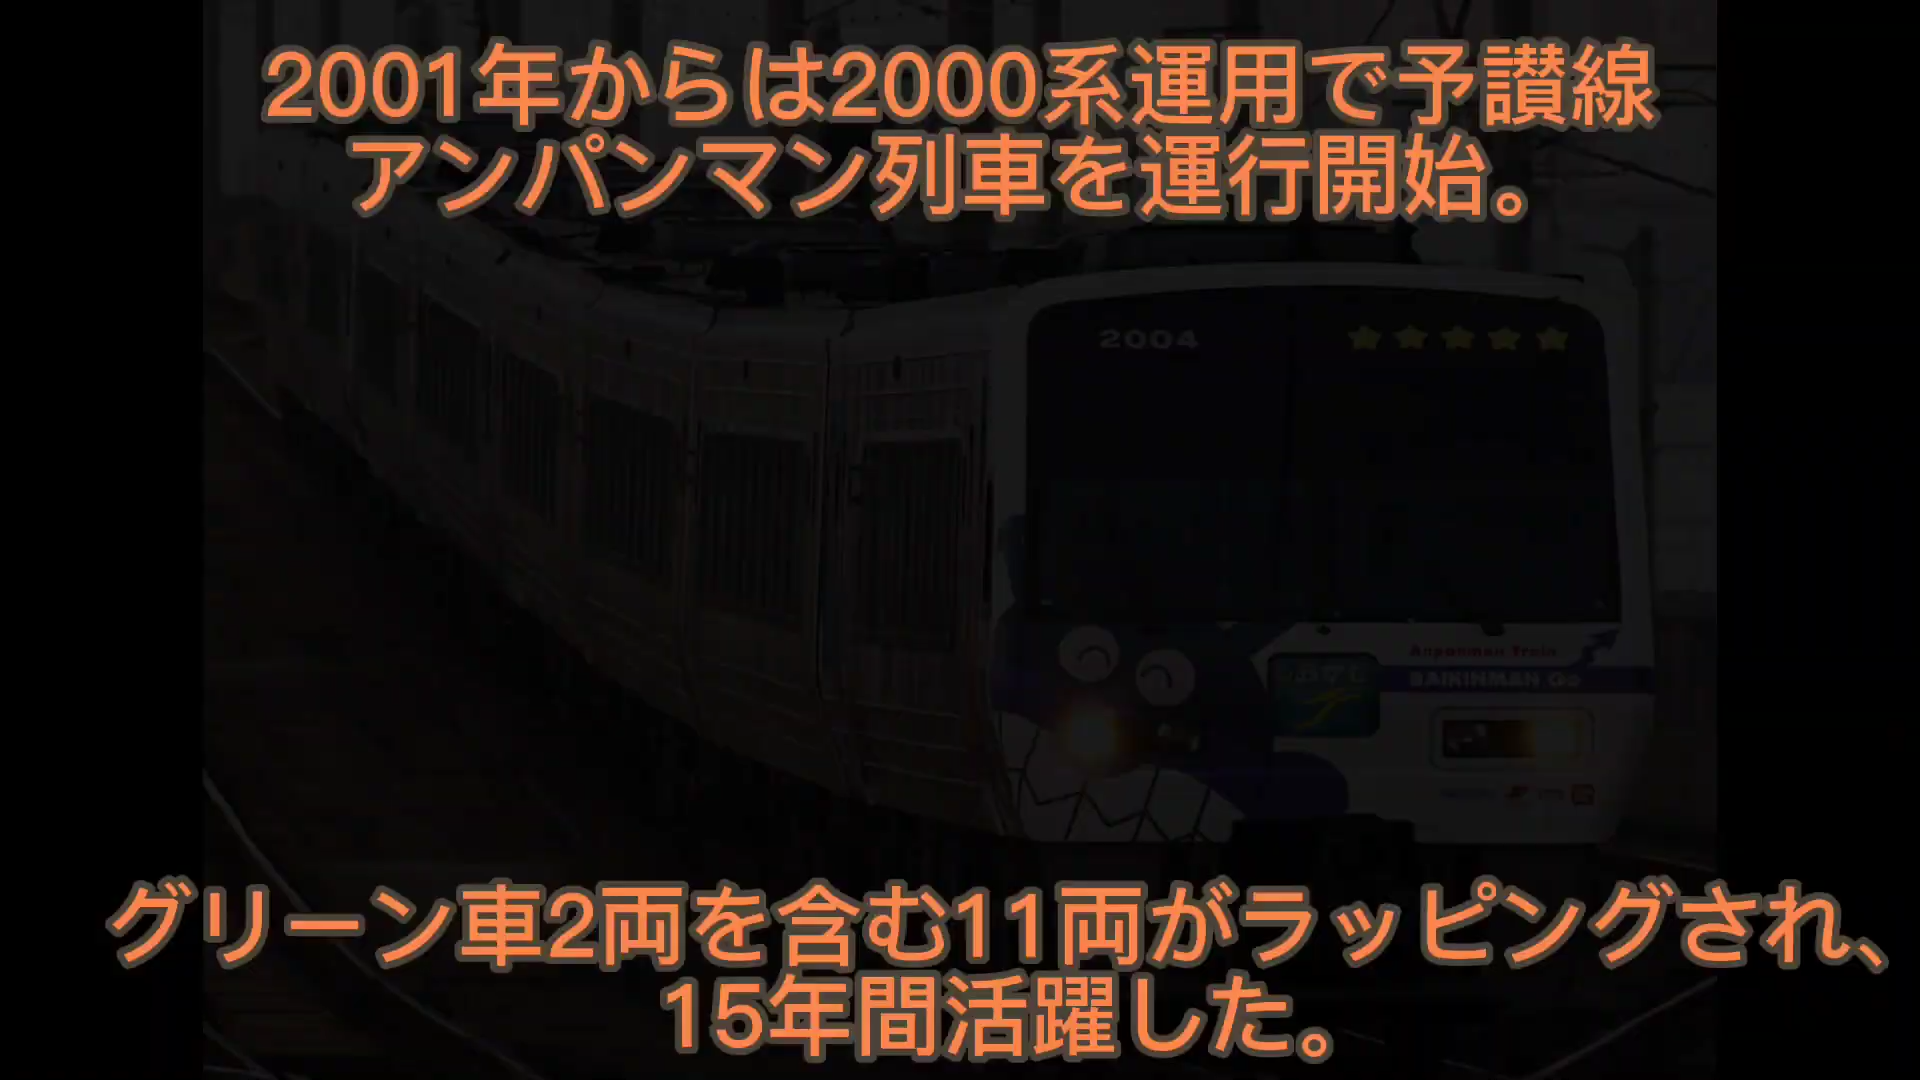 2001年からは2000系運用で予讃線
アンパンマン列車を運行開始。
2004
Anpanman Train
BAIKINMAN Go
グリーン車2両を含む11両がラッピングされ、
15年間活躍した。